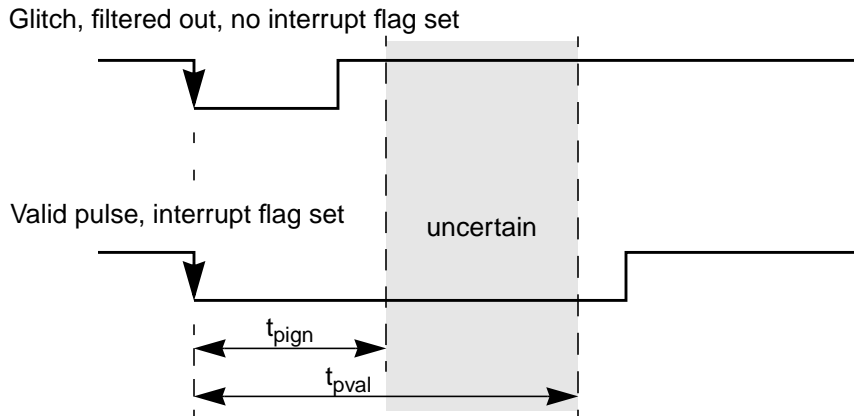 Glitch, filtered out, no interrupt flag set
Valid pulse, interrupt flag set
uncertain
tpign
tpval